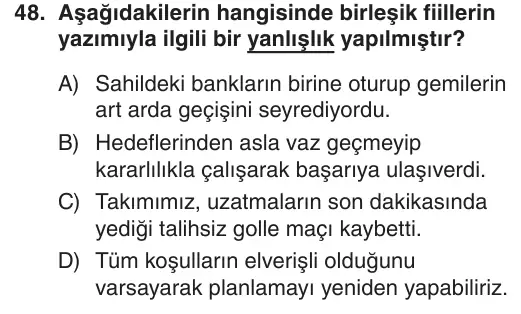 48. Aşağıdakilerin hangisinde birleşik fiillerin
yazımıyla ilgili bir yanlışlık yapılmıştır?
A) Sahildeki bankların birine oturup gemilerin
art arda geçişini seyrediyordu.
B) Hedeflerinden asla vaz geçmeyip
kararlılıkla çalışarak başarıya ulaşıverdi.
C) Takımımız, uzatmaların son dakikasında
yediği talihsiz golle maçı kaybetti.
D) Tüm koşulların elverişli olduğunu
varsayarak planlamayı yeniden yapabiliriz.